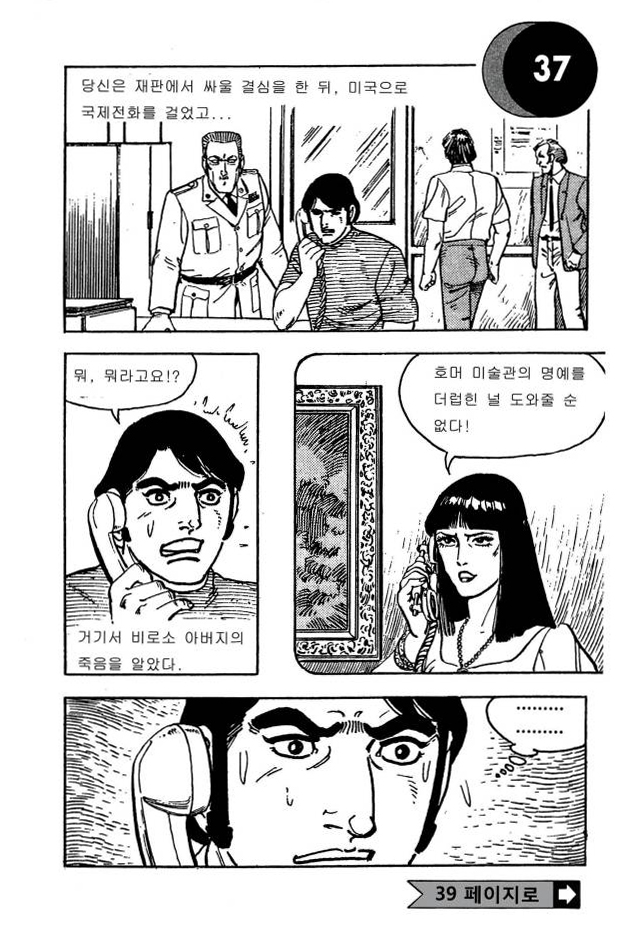 37
당신은 재판에서 싸울 결심을 한 뒤, 미국으로
국제전화를 걸었고...
뭐, 뭐라고요!?
거기서 비로소 아버지의
죽음을 알았다.
호머 미술관의 명예를
더럽힌 널 도와줄 순
없다!
.........
.........
39 페이지로